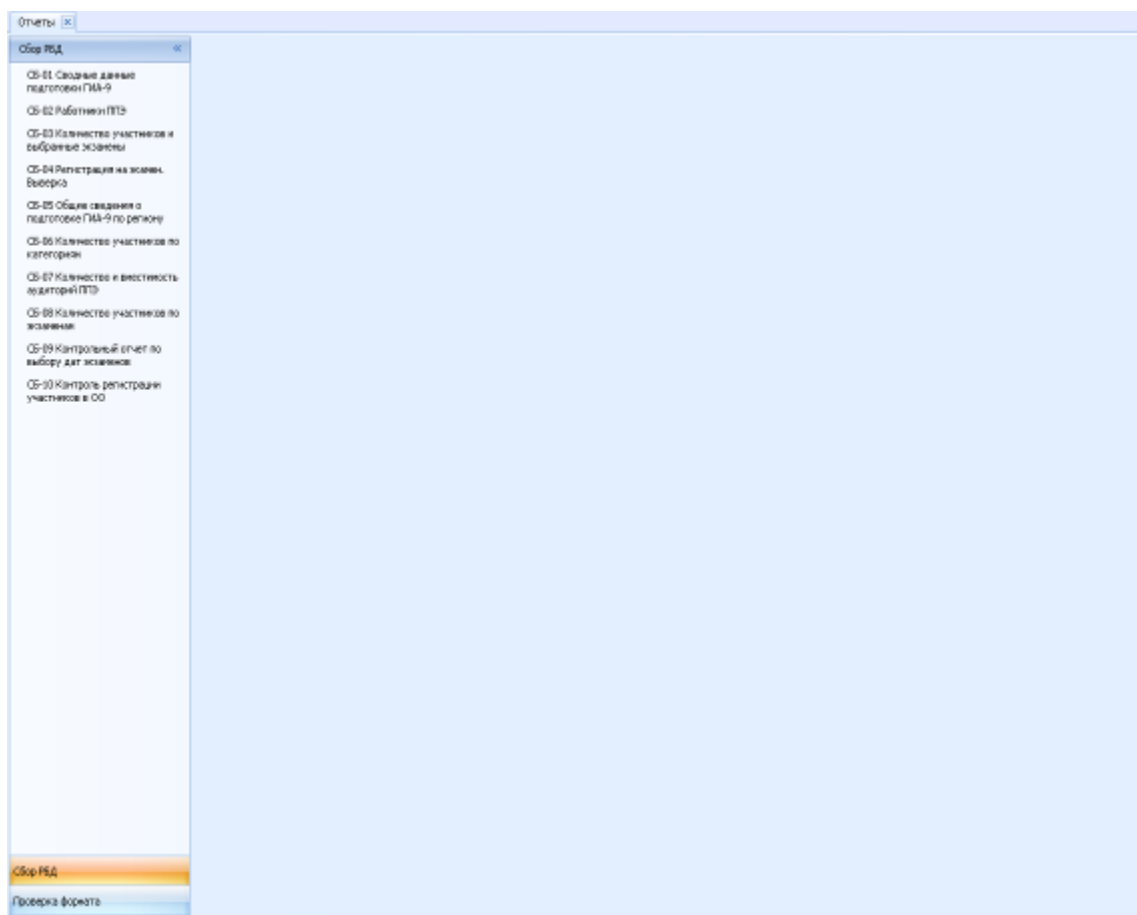 Отчеты
Сбор РБД
СБ-01 Сводные данные
подготовки ГИА-9
СБ-02 Работники ППЭ
СБ-03 Количество участников и
выбранные экзамены
СБ-04 Регистрация на экзамен.
Выверка
СБ-05 Общие сведения о
подготовке ГИА-9 по региону
СБ-06 Количество участников по
категориям
СБ-07 Количество и вместимость
аудиторий ППЭ
СБ-08 Количество участников по
экзаменам
СБ-09 Контрольный отчет по
выбору дат экзаменов
СБ-10 Контроль регистрации
участников в ОО
Сбор РБД
Проверка формата